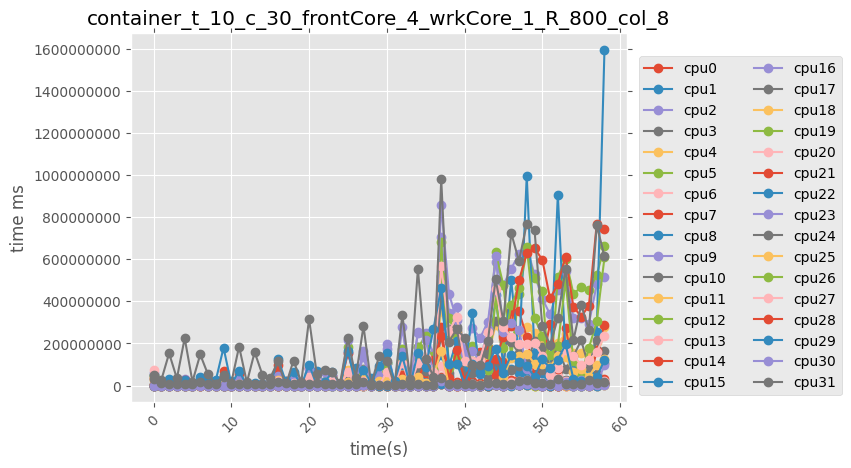 container_t_10_c_30_frontCore_4_wrkCore_1_R_800_col_8
1600000000
1400000000
1200000000
1000000000
800000000
600000000
400000000
200000000
0
time ms
0
10
20
30
40
50
60
time(s)
cpu0
cpu1
cpu2
cpu3
cpu4
cpu5
cpu6
cpu7
cpu8
cpu9
cpu10
cpu11
cpu12
cpu13
cpu14
cpu15
cpu16
cpu17
cpu18
cpu19
cpu20
cpu21
cpu22
cpu23
cpu24
cpu25
cpu26
cpu27
cpu28
cpu29
cpu30
cpu31